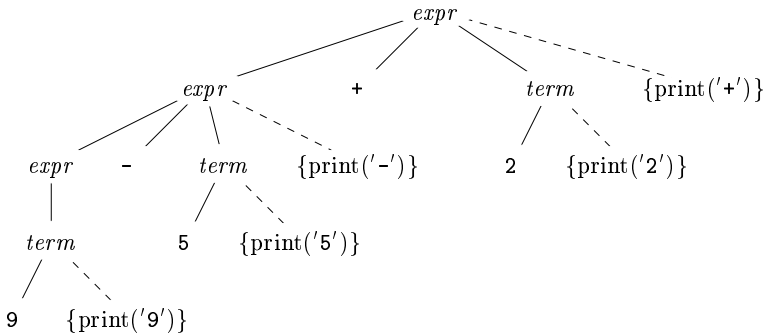 expr
expr + term {print('+')}
expr - term {print('-')} 2 {print('2')}
term 5 {print('5')}
9 {print('9')}